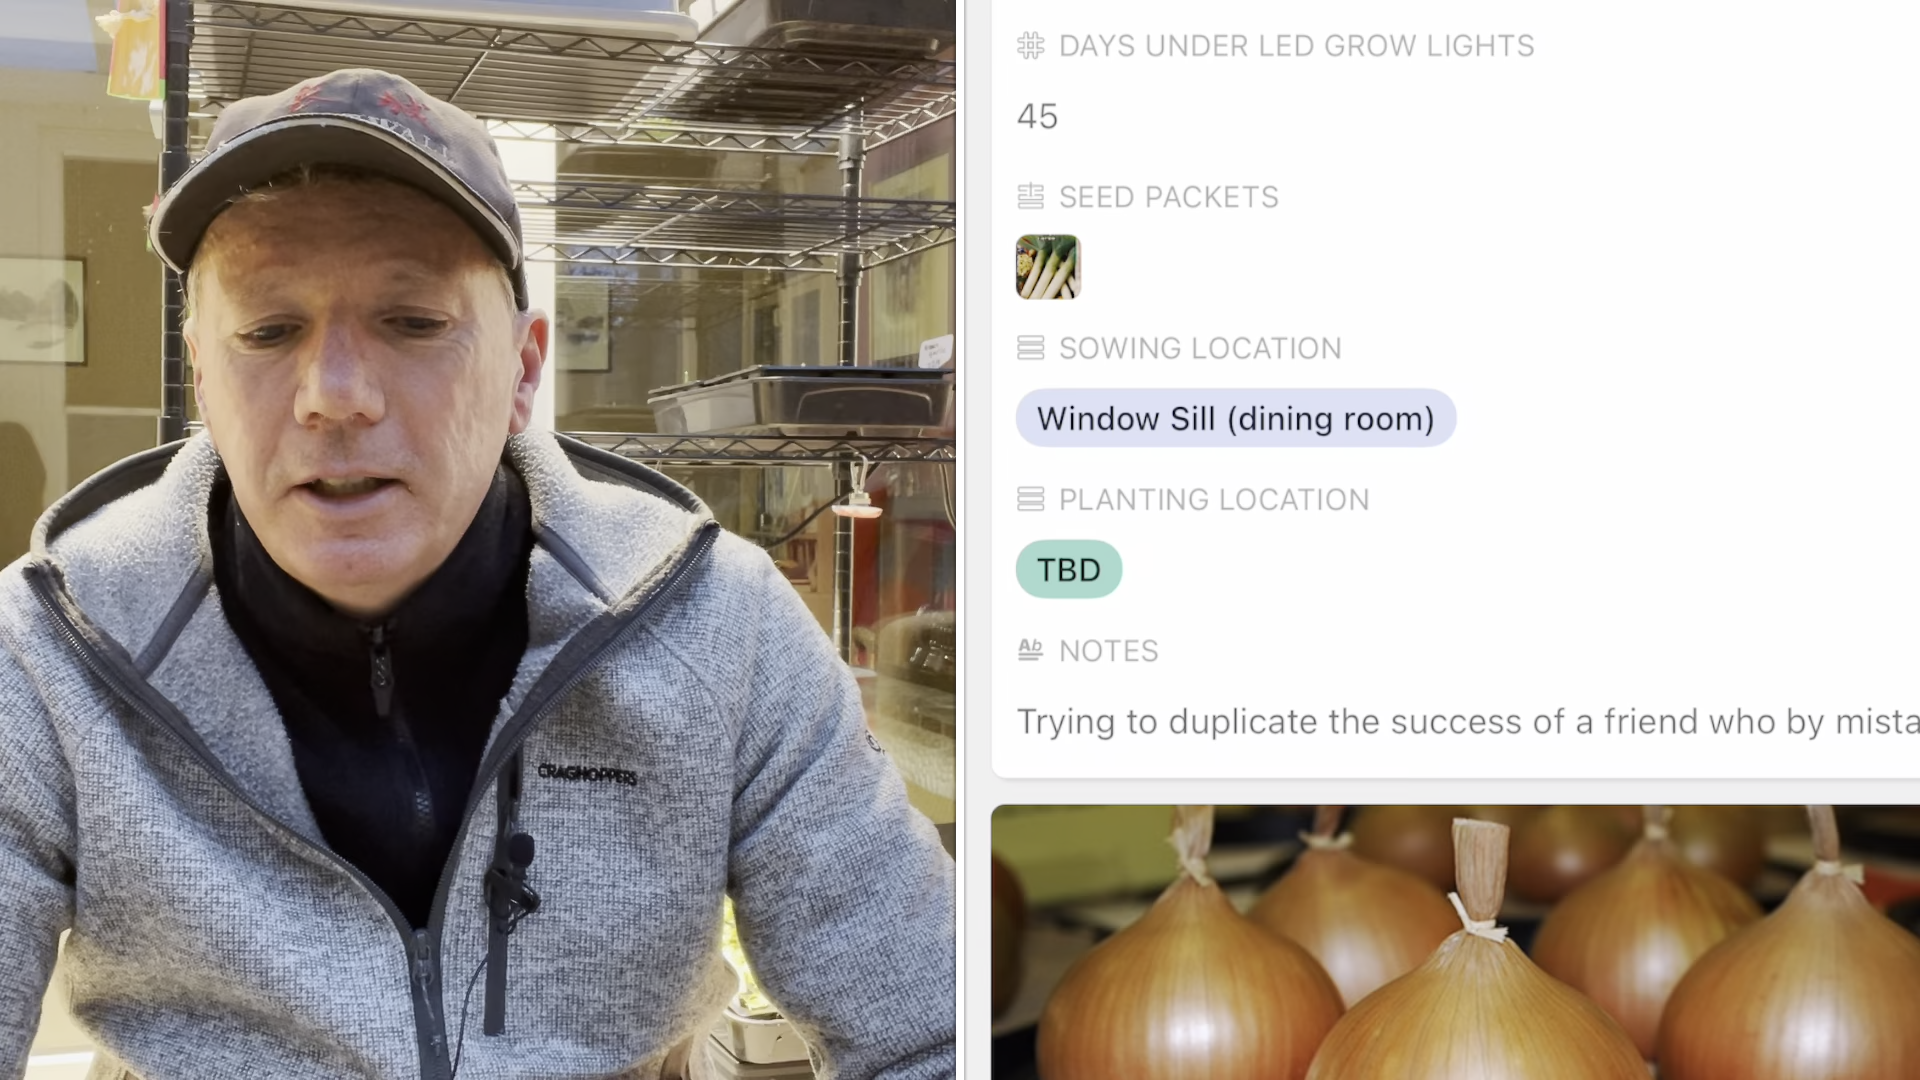 DAYS UNDER LED GROW LIGHTS
45
SEED PACKETS
SOWING LOCATION
Window Sill (dining room)
PLANTING LOCATION
TBD
Ab NOTES
Trying to duplicate the success of a friend who by mista
CRAGHOPPERS